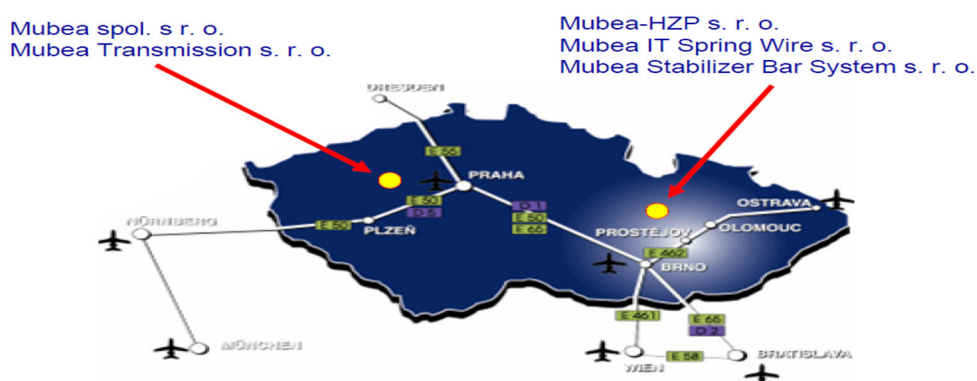 Mubea spol. s r. o.
Mubea Transmission s. r. o.
Mubea-HZP s. r. o.
Mubea IT Spring Wire s. r. o.
Mubea Stabilizer Bar System s. r. o.
DRESDEN
E 55
PRAHA
E 50
D 5
D 1
E 50
E 65
OSTRAVA
NÜRNBERG
E 50
PLZEŇ
PROSTĚJOV
OLOMOUC
E 462
BRNO
E 461
E 65
D 2
MÜNCHEN
WIEN
E 58
BRATISLAVA